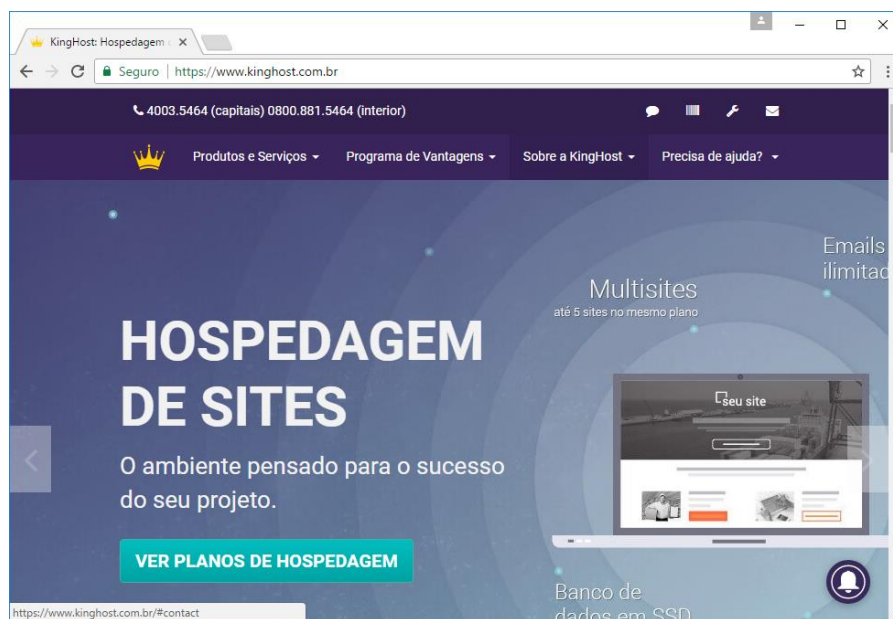 KingHost: Hospedagem
Seguro | https://www.kinghost.com.br
4003.5464 (capitais) 0800.881.5464 (interior)
Produtos e Serviços
Programa de Vantagens
Sobre a KingHost
Precisa de ajuda?
Emails
ilimitad
Multisites
até 5 sites no mesmo plano
HOSPEDAGEM
DE SITES
seu site
O ambiente pensado para o sucesso
do seu projeto.
VER PLANOS DE HOSPEDAGEM
Banco de
dados em SSD
https://www.kinghost.com.br/#contact